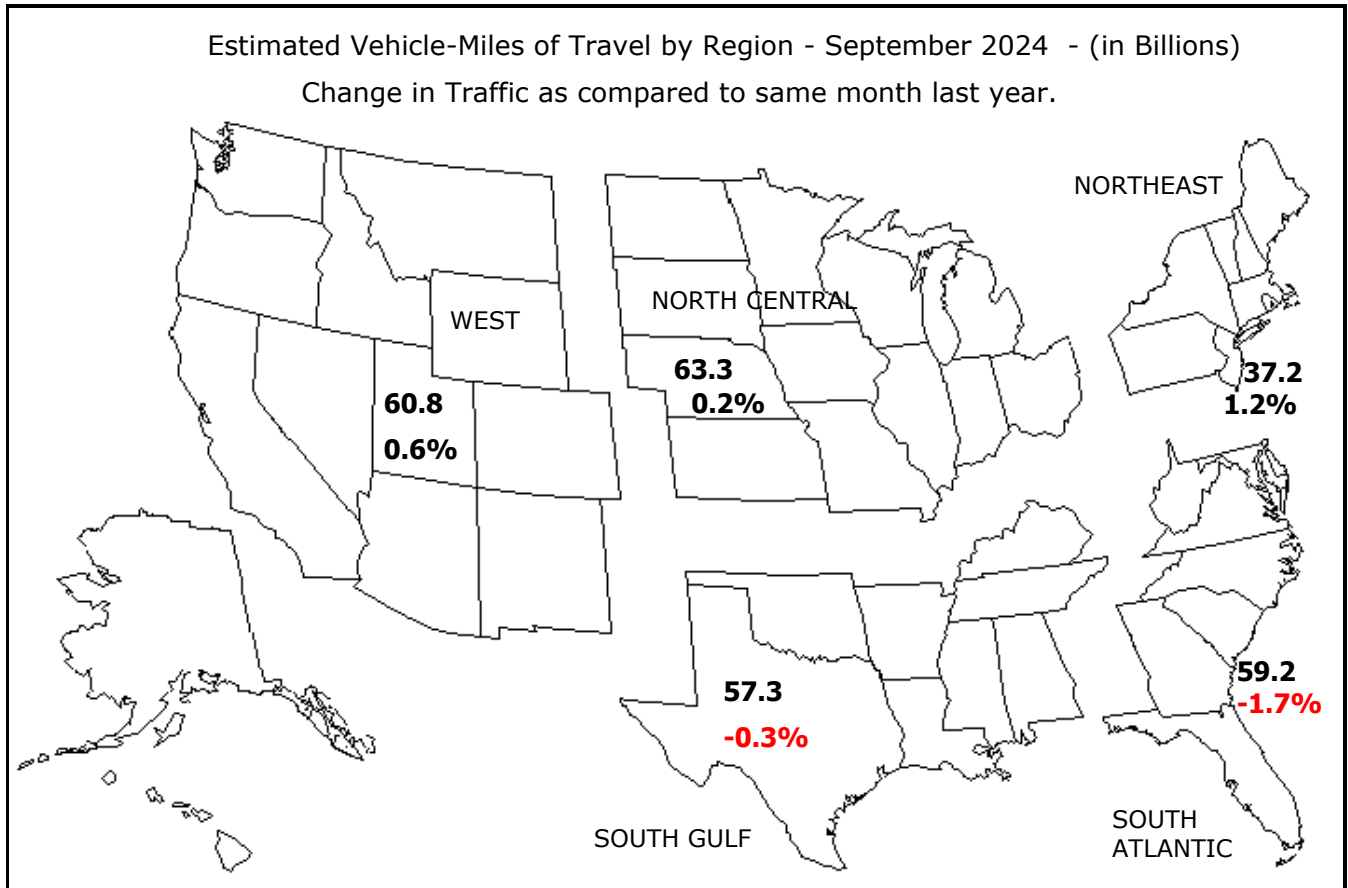 Estimated Vehicle-Miles of Travel by Region - September 2024 - (in Billions)
Change in Traffic as compared to same month last year.
NORTHEAST
37.2
1.2%
NORTH CENTRAL
63.3
0.2%
WEST
60.8
0.6%
57.3
-0.3%
SOUTH GULF
59.2
-1.7%
SOUTH
ATLANTIC